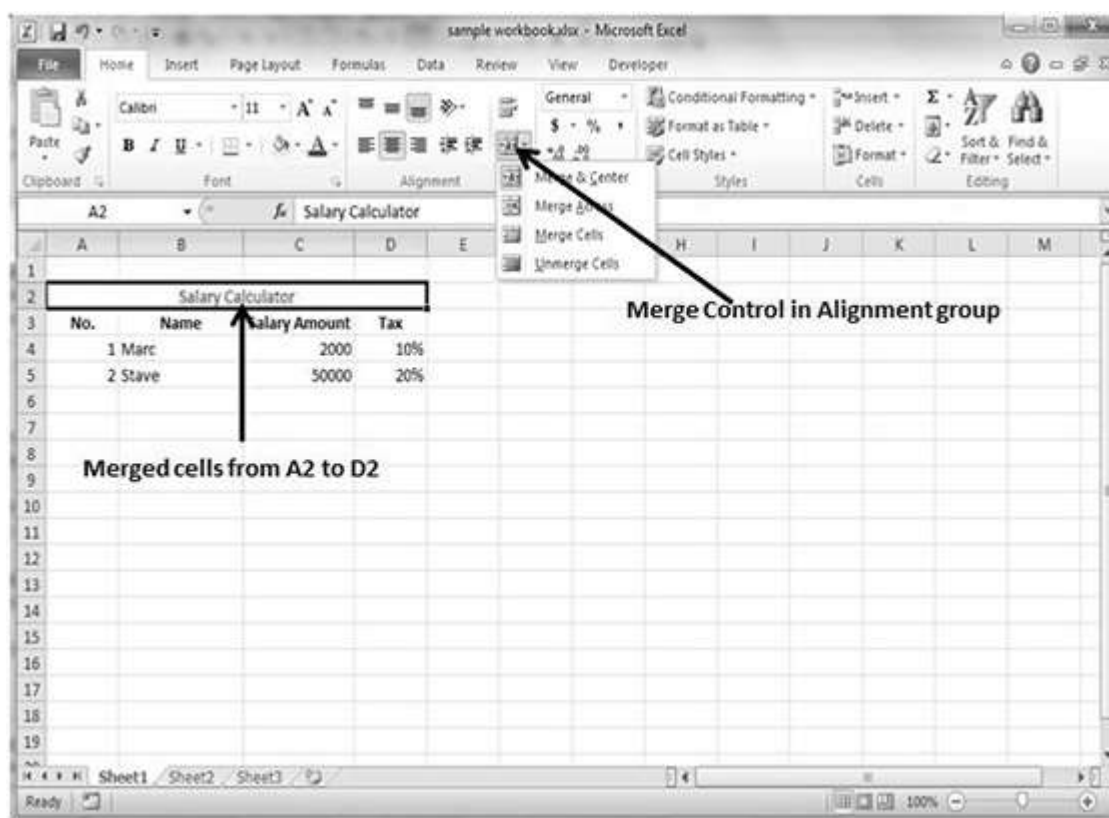 sample workbook.xlsx - Microsoft Excel
File Home Insert Page Layout Formulas Data Review View Developer
Paste
Calibri 11 A A
General
Conditional Formatting
Insert
Σ
Sort & Filter
Find & Select
B I U A
$ % ,
Format as Table
Delete
Cell Styles
Format
Clipboard Font Alignment Styles Cells Editing
Merge & Center
Merge Across
Merge Cells
Unmerge Cells
A2 fx Salary Calculator
A B C D E H I J K L M
1
2 Salary Calculator
3 No. Name Salary Amount Tax
4 1 Marc 2000 10%
5 2 Stave 50000 20%
6
7
8
9
10
11
12
13
14
15
16
17
18
19
Merge Control in Alignment group
Merged cells from A2 to D2
Sheet1 Sheet2 Sheet3
Ready 100%